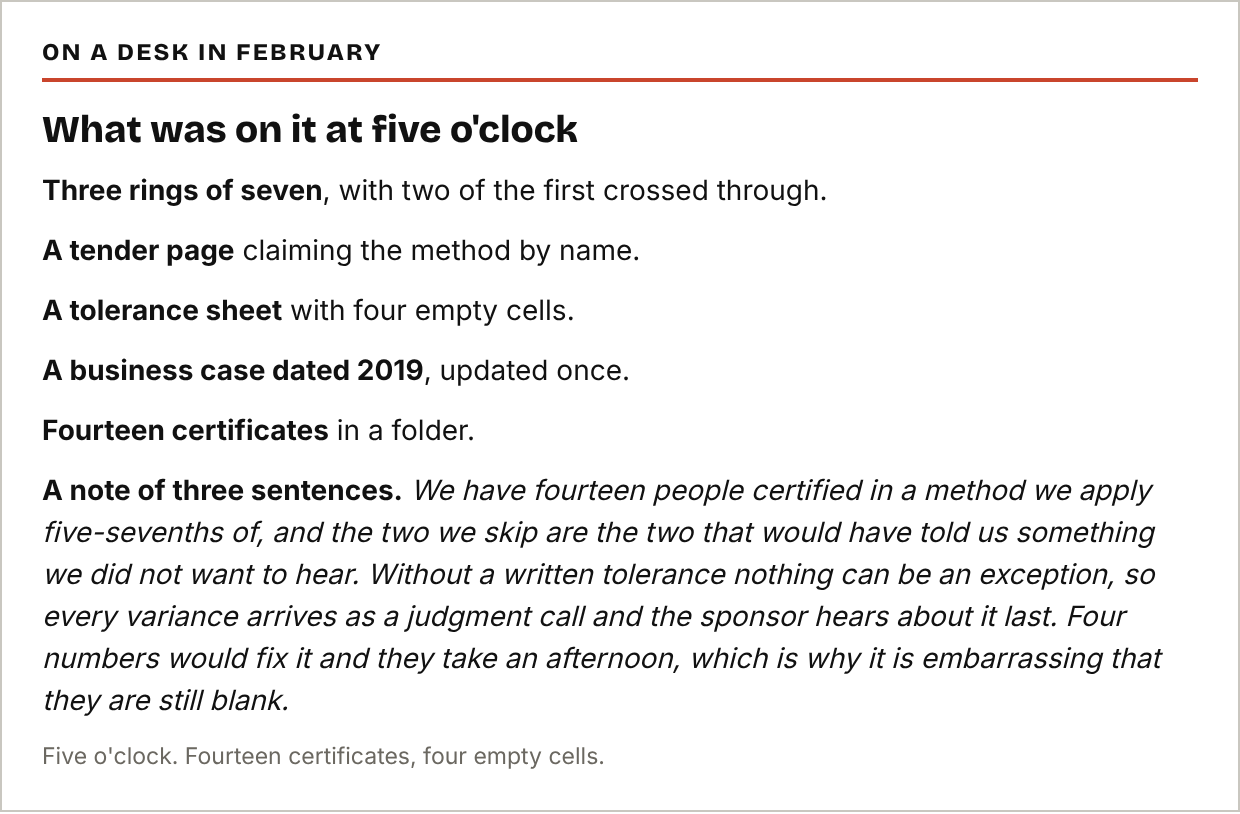 ON A DESK IN FEBRUARY
What was on it at five o'clock
Three rings of seven, with two of the first crossed through.
A tender page claiming the method by name.
A tolerance sheet with four empty cells.
A business case dated 2019, updated once.
Fourteen certificates in a folder.
A note of three sentences. We have fourteen people certified in a method we apply
five-sevenths of, and the two we skip are the two that would have told us something
we did not want to hear. Without a written tolerance nothing can be an exception, so
every variance arrives as a judgment call and the sponsor hears about it last. Four
numbers would fix it and they take an afternoon, which is why it is embarrassing that
they are still blank.
Five o'clock. Fourteen certificates, four empty cells.